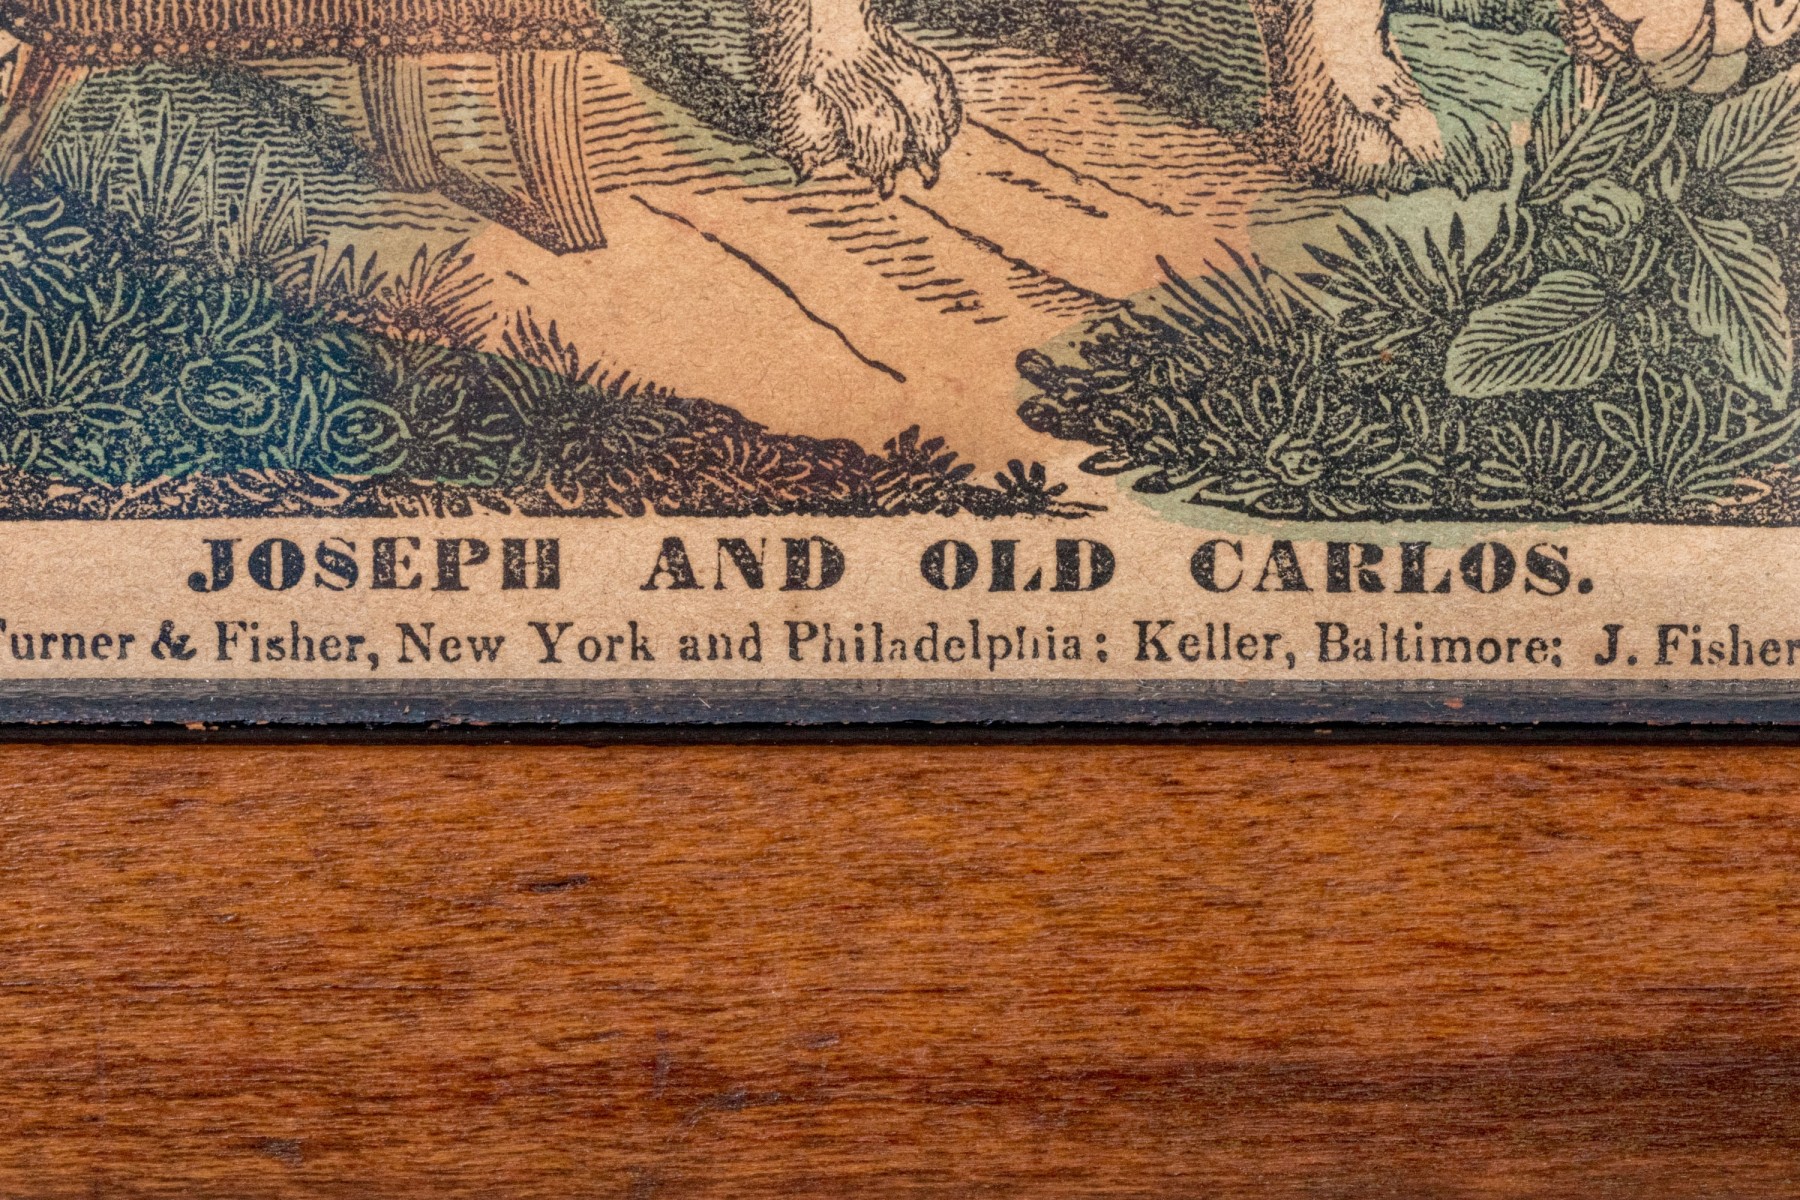 JOSEPH AND OLD CARLOS.
Turner & Fisher, New York and Philadelphia; Keller, Baltimore; J. Fisher